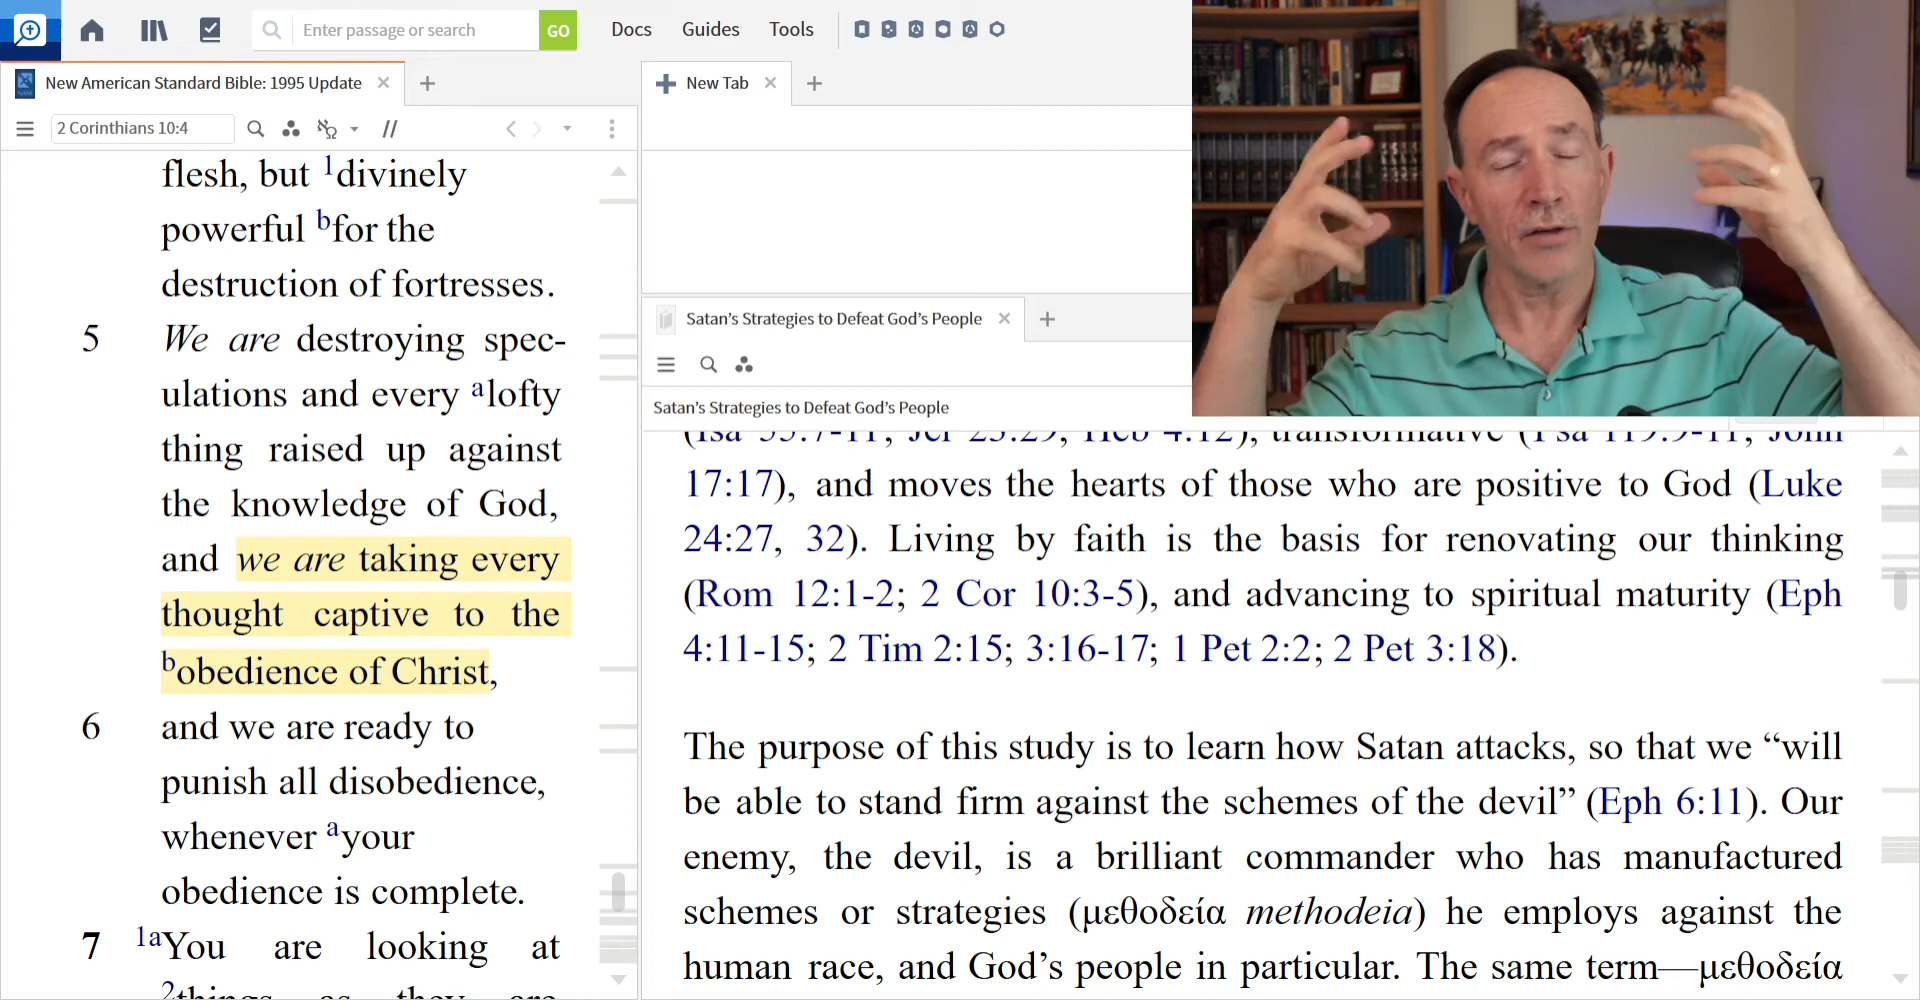 Enter passage or search
GO
Docs
Guides
Tools
New American Standard Bible: 1995 Update
New Tab
2 Corinthians 10:4
flesh, but 1divinely
powerful bfor the
destruction of fortresses.
5 We are destroying spec-
ulations and every alofty
thing raised up against
the knowledge of God,
and we are taking every
thought captive to the
bobedience of Christ,
6 and we are ready to
punish all disobedience,
whenever ayour
obedience is complete.
7 1aYou are looking at
2things as they are
Satan’s Strategies to Defeat God’s People
Satan’s Strategies to Defeat God’s People
transformative
17:17), and moves the hearts of those who are positive to God (Luke
24:27, 32). Living by faith is the basis for renovating our thinking
(Rom 12:1-2; 2 Cor 10:3-5), and advancing to spiritual maturity (Eph
4:11-15; 2 Tim 2:15; 3:16-17; 1 Pet 2:2; 2 Pet 3:18).
The purpose of this study is to learn how Satan attacks, so that we “will
be able to stand firm against the schemes of the devil” (Eph 6:11). Our
enemy, the devil, is a brilliant commander who has manufactured
schemes or strategies (μεθοδεία methodeia) he employs against the
human race, and God’s people in particular. The same term—μεθοδεία